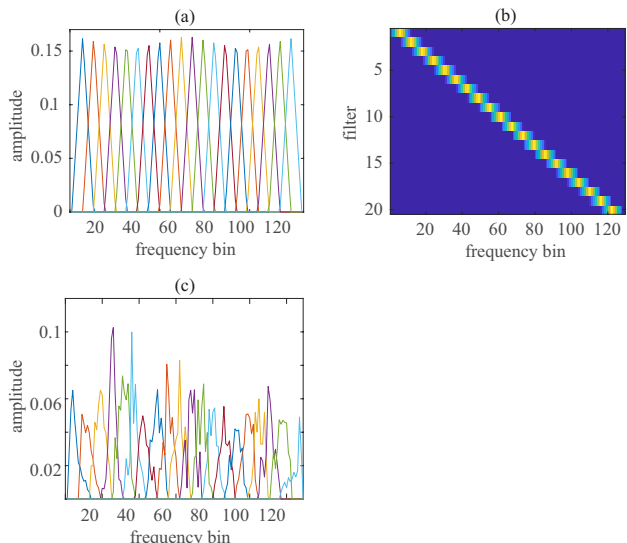 (a)
0.15
0.1
0.05
0
amplitude
20 40 60 80 100 120
frequency bin
(b)
5
10
15
20
filter
20 40 60 80 100 120
frequency bin
(c)
0.1
0.06
0.02
amplitude
20 40 60 80 100 120
frequency bin